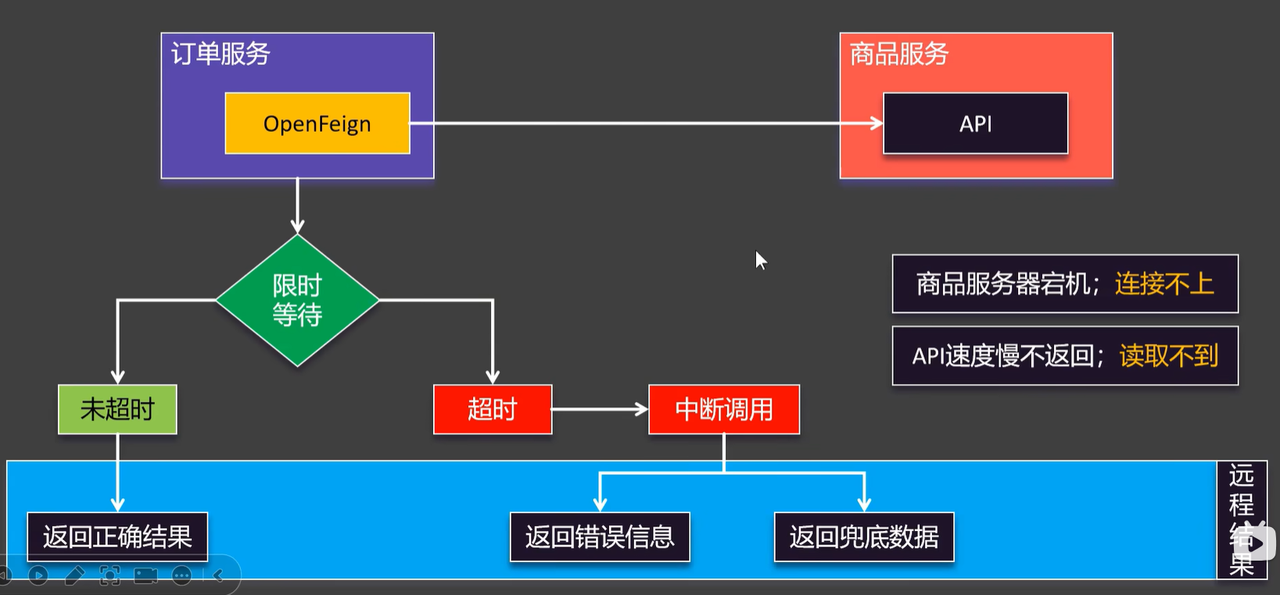 订单服务
OpenFeign
商品服务
API
限时
等待
商品服务器宕机；连接不上
API速度慢不返回；读取不到
未超时
超时
中断调用
返回正确结果
返回错误信息
返回兜底数据
远
程
结
果